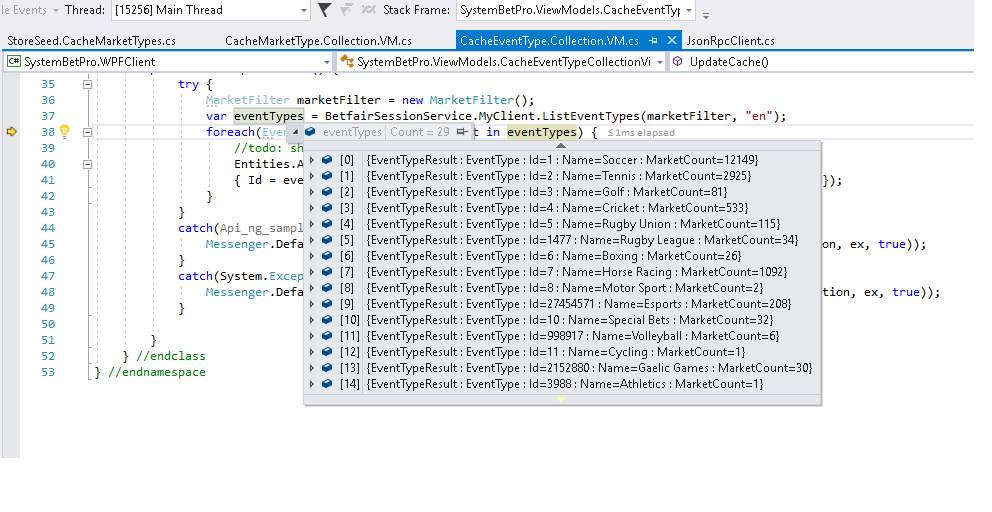 le Events Thread: [15256] Main Thread Stack Frame: SystemBetPro.ViewModels.CacheEventTyp
StoreSeed.CacheMarketTypes.cs CacheMarketType.Collection.VM.cs CacheEventType.Collection.VM.cs JsonRpcClient.cs
C# SystemBetPro.WPFClient SystemBetPro.ViewModels.CacheEventTypeCollectionVi UpdateCache()
35 try {
36 MarketFilter marketFilter = new MarketFilter();
37 var eventTypes = BetfairSessionService.MyClient.ListEventTypes(marketFilter, "en");
38 foreach(Even eventTypes Count = 29 t in eventTypes) { ≤1ms elapsed
39 //todo: sh
[0] {EventTypeResult : EventType : Id=1 : Name=Soccer : MarketCount=12149}
40 Entities.A
[1] {EventTypeResult : EventType : Id=2 : Name=Tennis : MarketCount=2925}
41 { Id = eve });
[2] {EventTypeResult : EventType : Id=3 : Name=Golf : MarketCount=81}
42 }
[3] {EventTypeResult : EventType : Id=4 : Name=Cricket : MarketCount=533}
43 }
[4] {EventTypeResult : EventType : Id=5 : Name=Rugby Union : MarketCount=115}
44 catch(Api_ng_sampl
[5] {EventTypeResult : EventType : Id=1477 : Name=Rugby League : MarketCount=34}
45 Messenger.Defa on, ex, true));
[6] {EventTypeResult : EventType : Id=6 : Name=Boxing : MarketCount=26}
46 }
[7] {EventTypeResult : EventType : Id=7 : Name=Horse Racing : MarketCount=1092}
47 catch(System.Excep
[8] {EventTypeResult : EventType : Id=8 : Name=Motor Sport : MarketCount=2}
48 Messenger.Defa tion, ex, true));
[9] {EventTypeResult : EventType : Id=27454571 : Name=Esports : MarketCount=208}
49 }
[10] {EventTypeResult : EventType : Id=10 : Name=Special Bets : MarketCount=32}
50
[11] {EventTypeResult : EventType : Id=998917 : Name=Volleyball : MarketCount=6}
51 }
[12] {EventTypeResult : EventType : Id=11 : Name=Cycling : MarketCount=1}
52 } //endclass
[13] {EventTypeResult : EventType : Id=2152880 : Name=Gaelic Games : MarketCount=30}
53 } //endnamespace
[14] {EventTypeResult : EventType : Id=3988 : Name=Athletics : MarketCount=1}